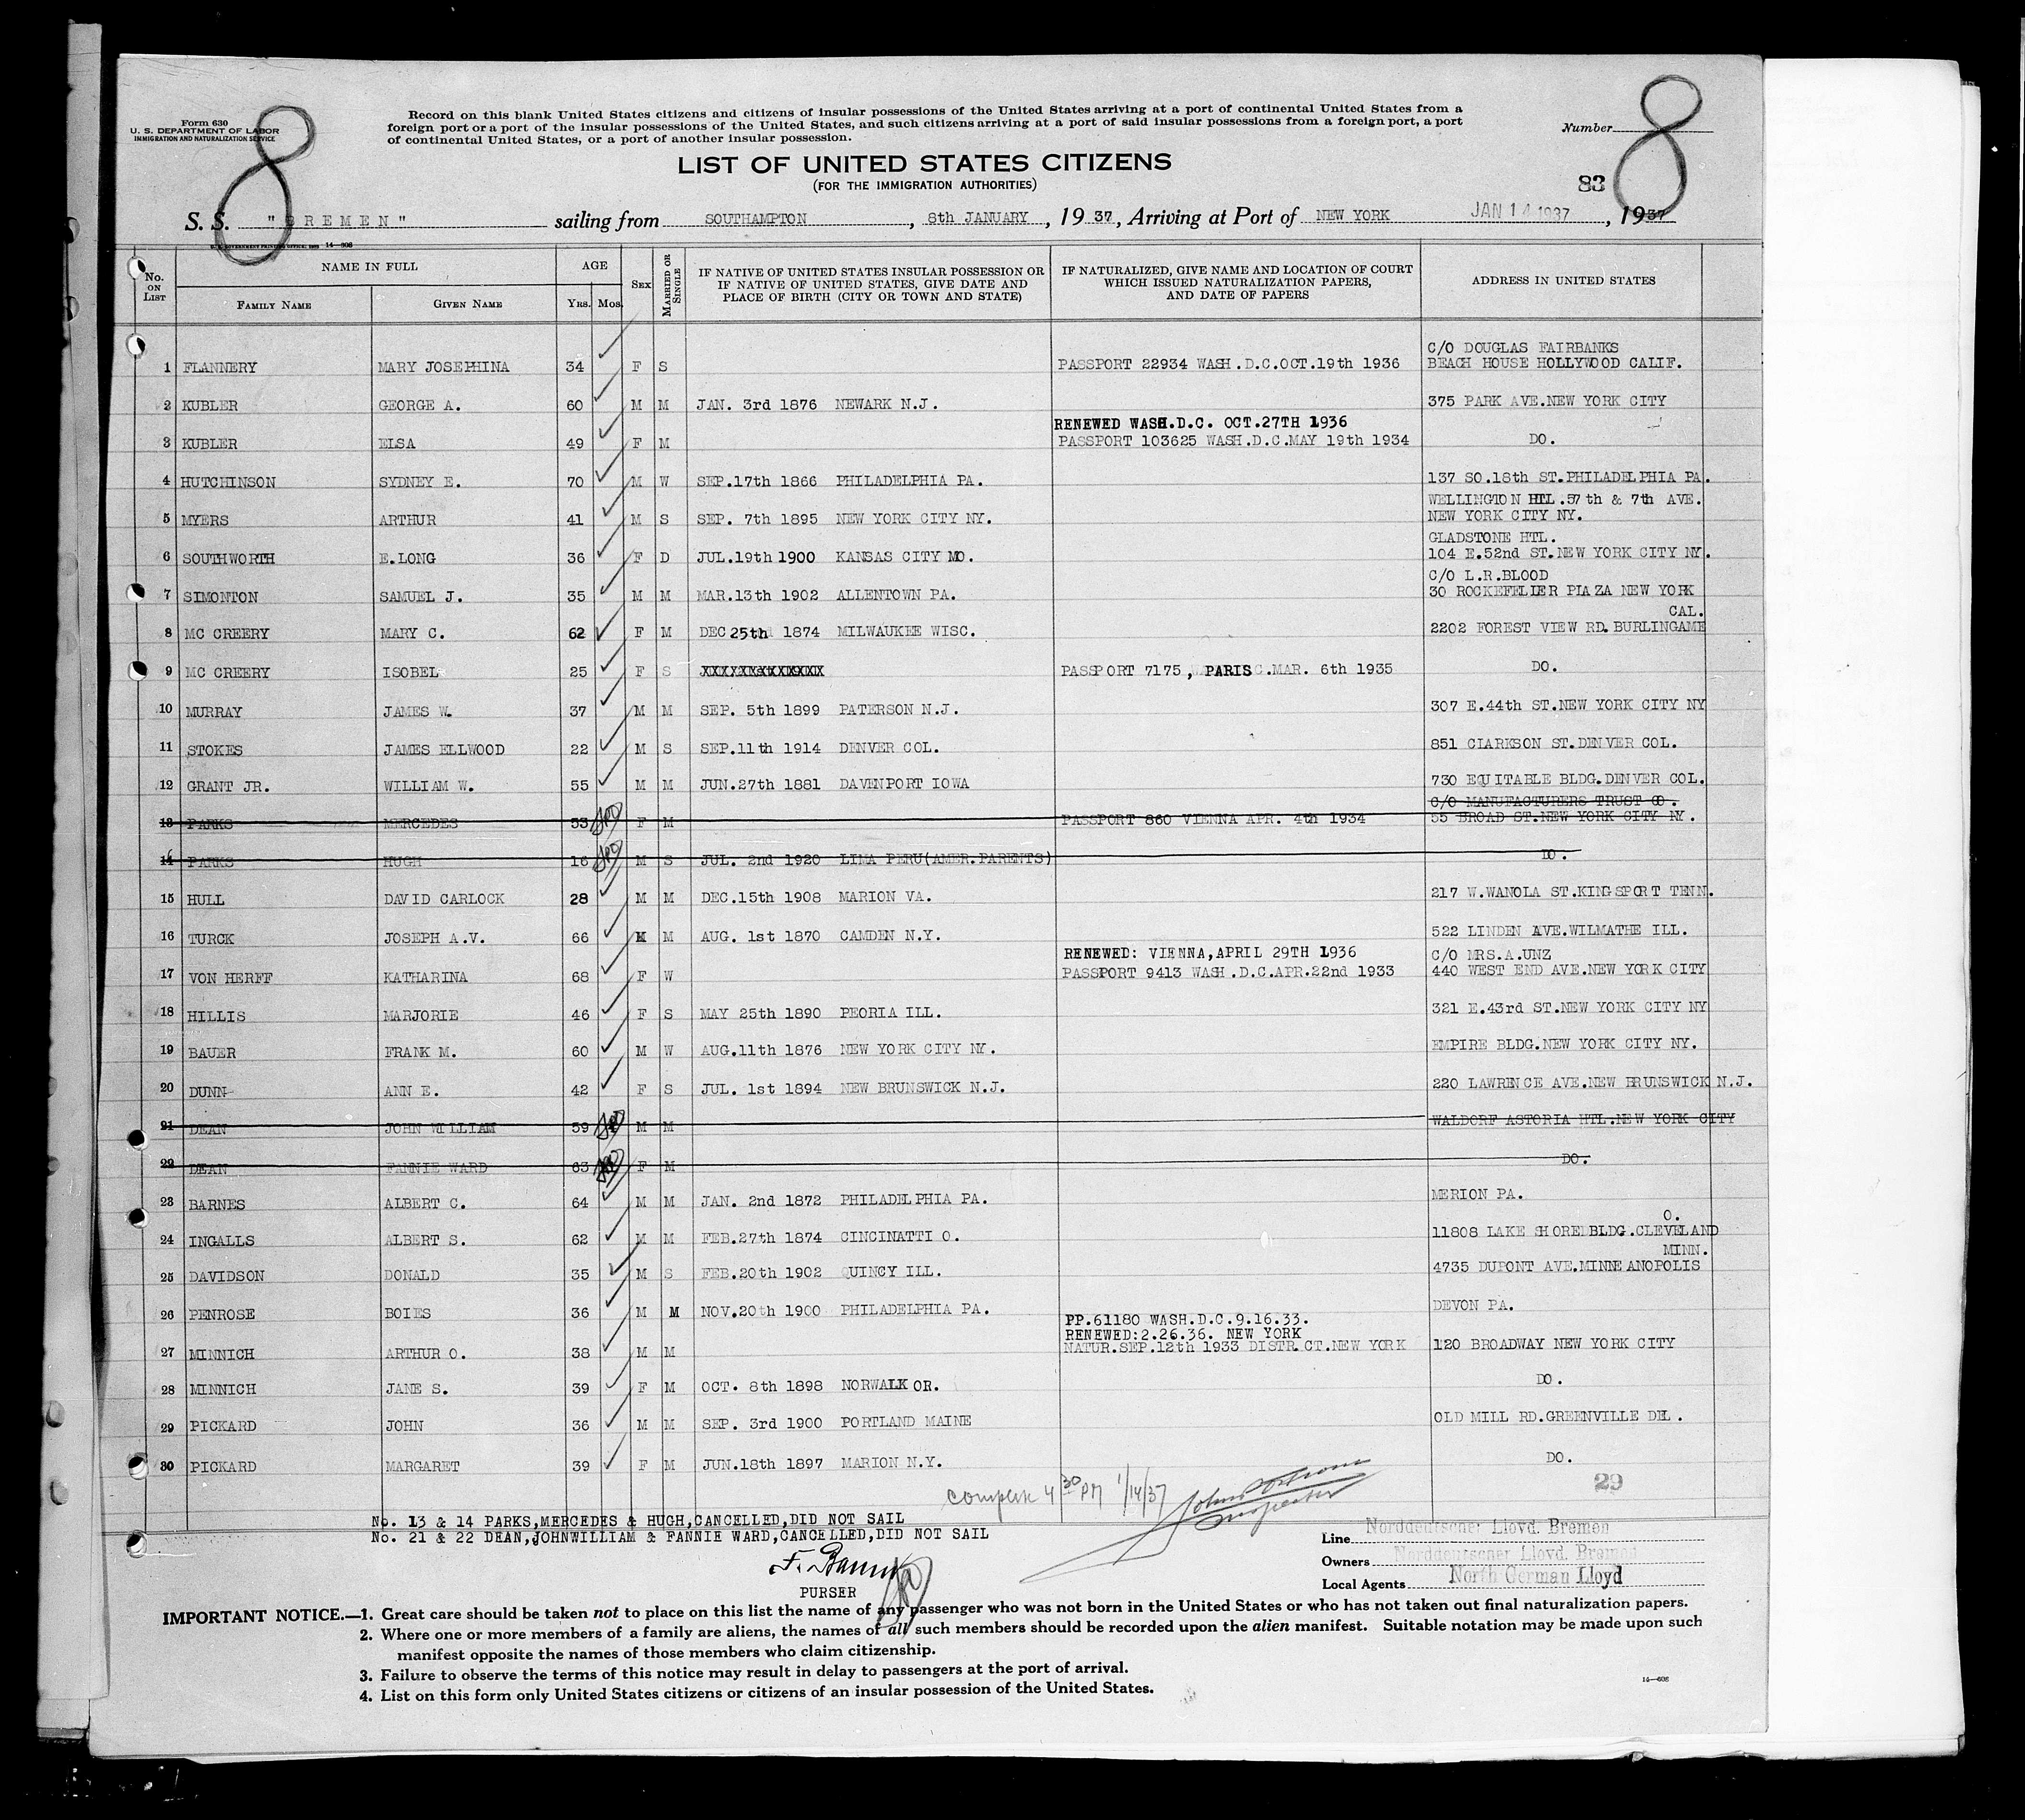 8
8
Form 630
U. S. DEPARTMENT OF LABOR
IMMIGRATION AND NATURALIZATION SERVICE
Record on this blank United States citizens and citizens of insular possessions of the United States arriving at a port of continental United States from a
foreign port or a port of the insular possessions of the United States, and such citizens arriving at a port of said insular possessions from a foreign port, a port
of continental United States, or a port of another insular possession.
Number
LIST OF UNITED STATES CITIZENS
(FOR THE IMMIGRATION AUTHORITIES)
83
S. S. "BREMEN" sailing from SOUTHAMPTON, 8th JANUARY, 1937, Arriving at Port of NEW YORK JAN 14 1937, 1937
14—808
No. ON LIST
NAME IN FULL
FAMILY NAME
GIVEN NAME
AGE
YRS. MOS.
SEX
MARRIED OR SINGLE
IF NATIVE OF UNITED STATES INSULAR POSSESSION OR
IF NATIVE OF UNITED STATES, GIVE DATE AND
PLACE OF BIRTH (CITY OR TOWN AND STATE)
IF NATURALIZED, GIVE NAME AND LOCATION OF COURT
WHICH ISSUED NATURALIZATION PAPERS,
AND DATE OF PAPERS
ADDRESS IN UNITED STATES
C/O DOUGLAS FAIRBANKS
1 FLANNERY MARY JOSEPHINA 34 F S PASSPORT 22934 WASH.D.C.OCT.19th 1936 BEACH HOUSE HOLLYWOOD CALIF.
2 KUBLER GEORGE A. 60 M M JAN. 3rd 1876 NEWARK N.J. 375 PARK AVE.NEW YORK CITY
RENEWED WASH.D.C. OCT.27TH 1936
3 KUBLER ELSA 49 F M PASSPORT 103625 WASH.D.C.MAY 19th 1934 DO.
4 HUTCHINSON SYDNEY E. 70 M W SEP.17th 1866 PHILADELPHIA PA. 137 SO.18th ST.PHILADELPHIA PA.
WELLINGTON HTL.57th & 7th AVE.
5 MYERS ARTHUR 41 M S SEP. 7th 1895 NEW YORK CITY NY. NEW YORK CITY NY.
GLADSTONE HTL.
6 SOUTHWORTH E.LONG 36 F D JUL.19th 1900 KANSAS CITY MO. 104 E.52nd ST.NEW YORK CITY NY.
C/O L.R.BLOOD
7 SIMONTON SAMUEL J. 35 M M MAR.13th 1902 ALLENTOWN PA. 30 ROCKEFELLER PLAZA NEW YORK
CAL.
8 MC CREERY MARY C. 62 F M DEC 25th 1874 MILWAUKEE WISC. 2202 FOREST VIEW RD.BURLINGAME
9 MC CREERY ISOBEL 25 F S PASSPORT 7175, PARIS .MAR. 6th 1935 DO.
10 MURRAY JAMES W. 37 M M SEP. 5th 1899 PATERSON N.J. 307 E.44th ST.NEW YORK CITY NY
11 STOKES JAMES ELLWOOD 22 M S SEP.11th 1914 DENVER COL. 851 CLARKSON ST.DENVER COL.
12 GRANT JR. WILLIAM W. 55 M M JUN.27th 1881 DAVENPORT IOWA 730 EQUITABLE BLDG.DENVER COL.
C/O MANUFACTURERS TRUST CO.
13 PARKS MERCEDES 53 F M PASSPORT 860 VIENNA APR. 4th 1934 55 BROAD ST.NEW YORK CITY NY.
14 PARKS HUGH 16 M S JUL. 2nd 1920 LIMA PERU(AMER.PARENTS) DO.
15 HULL DAVID CARLOCK 28 M M DEC.15th 1908 MARION VA. 217 W.WANOLA ST.KINGSPORT TENN.
16 TURCK JOSEPH A.V. 66 M M AUG. 1st 1870 CAMDEN N.Y. 522 LINDEN AVE.WILMATHE ILL.
RENEWED: VIENNA,APRIL 29TH 1936 C/O MRS.A.UNZ
17 VON HERFF KATHARINA 68 F W PASSPORT 9413 WASH.D.C.APR.22nd 1933 440 WEST END AVE.NEW YORK CITY
18 HILLIS MARJORIE 46 F S MAY 25th 1890 PEORIA ILL. 321 E.43rd ST.NEW YORK CITY NY
19 BAUER FRANK M. 60 M W AUG.11th 1876 NEW YORK CITY NY. EMPIRE BLDG.NEW YORK CITY NY.
20 DUNN ANN E. 42 F S JUL. 1st 1894 NEW BRUNSWICK N.J. 220 LAWRENCE AVE.NEW BRUNSWICK N.J.
21 DEAN JOHN WILLIAM 59 M M WALDORF ASTORIA HTL.NEW YORK CITY
22 DEAN FANNIE WARD 63 F M DO.
23 BARNES ALBERT C. 64 M M JAN. 2nd 1872 PHILADELPHIA PA. MERION PA.
O.
24 INGALLS ALBERT S. 62 M M FEB.27th 1874 CINCINATTI O. 11808 LAKE SHOREBLDG.CLEVELAND
MINN.
25 DAVIDSON DONALD 35 M S FEB.20th 1902 QUINCY ILL. 4735 DUPONT AVE.MINNEANOPOLIS
26 PENROSE BOIES 36 M M NOV.20th 1900 PHILADELPHIA PA. DEVON PA.
PP.61180 WASH.D.C.9.16.33.
RENEWED:2.26.36. NEW YORK
27 MINNICH ARTHUR O. 38 M M NATUR.SEP.12th 1933 DISTR.CT.NEW YORK 120 BROADWAY NEW YORK CITY
28 MINNICH JANE S. 39 F M OCT. 8th 1898 NORWALK OR. DO.
29 PICKARD JOHN 36 M M SEP. 3rd 1900 PORTLAND MAINE OLD MILL RD.GREENVILLE DEL.
30 PICKARD MARGARET 39 F M JUN.18th 1897 MARION N.Y. DO.
29
Complete 4 30 PM 1/14/37
Inspector
No. 13 & 14 PARKS,MERCEDES & HUGH,CANCELLED,DID NOT SAIL
No. 21 & 22 DEAN,JOHNWILLIAM & FANNIE WARD,CANCELLED,DID NOT SAIL
PURSER
Line Norddeutscher Lloyd. Bremen
Owners Norddeutscher Lloyd. Bremen
Local Agents North German Lloyd
IMPORTANT NOTICE.—1. Great care should be taken not to place on this list the name of any passenger who was not born in the United States or who has not taken out final naturalization papers.
2. Where one or more members of a family are aliens, the names of all such members should be recorded upon the alien manifest. Suitable notation may be made upon such
manifest opposite the names of those members who claim citizenship.
3. Failure to observe the terms of this notice may result in delay to passengers at the port of arrival.
4. List on this form only United States citizens or citizens of an insular possession of the United States.
14—808